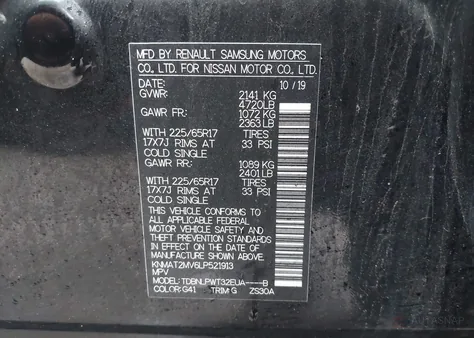 MFD BY RENAULT SAMSUNG MOTORS
CO., LTD. FOR NISSAN MOTOR CO., LTD.
DATE: 10/19
GVWR: 2141 KG
4720LB
GAWR FR: 1072 KG
2363LB
WITH 225/65R17 TIRES
17X7J RIMS AT 33 PSI
COLD SINGLE
GAWR RR: 1089 KG
2401LB
WITH 225/65R17 TIRES
17X7J RIMS AT 33 PSI
COLD SINGLE
THIS VEHICLE CONFORMS TO
ALL APPLICABLE FEDERAL
MOTOR VEHICLE SAFETY AND
THEFT PREVENTION STANDARDS
IN EFFECT ON THE DATE OF
MANUFACTURE SHOWN ABOVE.
KNMAT2MV6LP521913
MPV
MODEL: TDBNLPWT32EUA----B
COLOR: G41 TRIM: G ZS30A